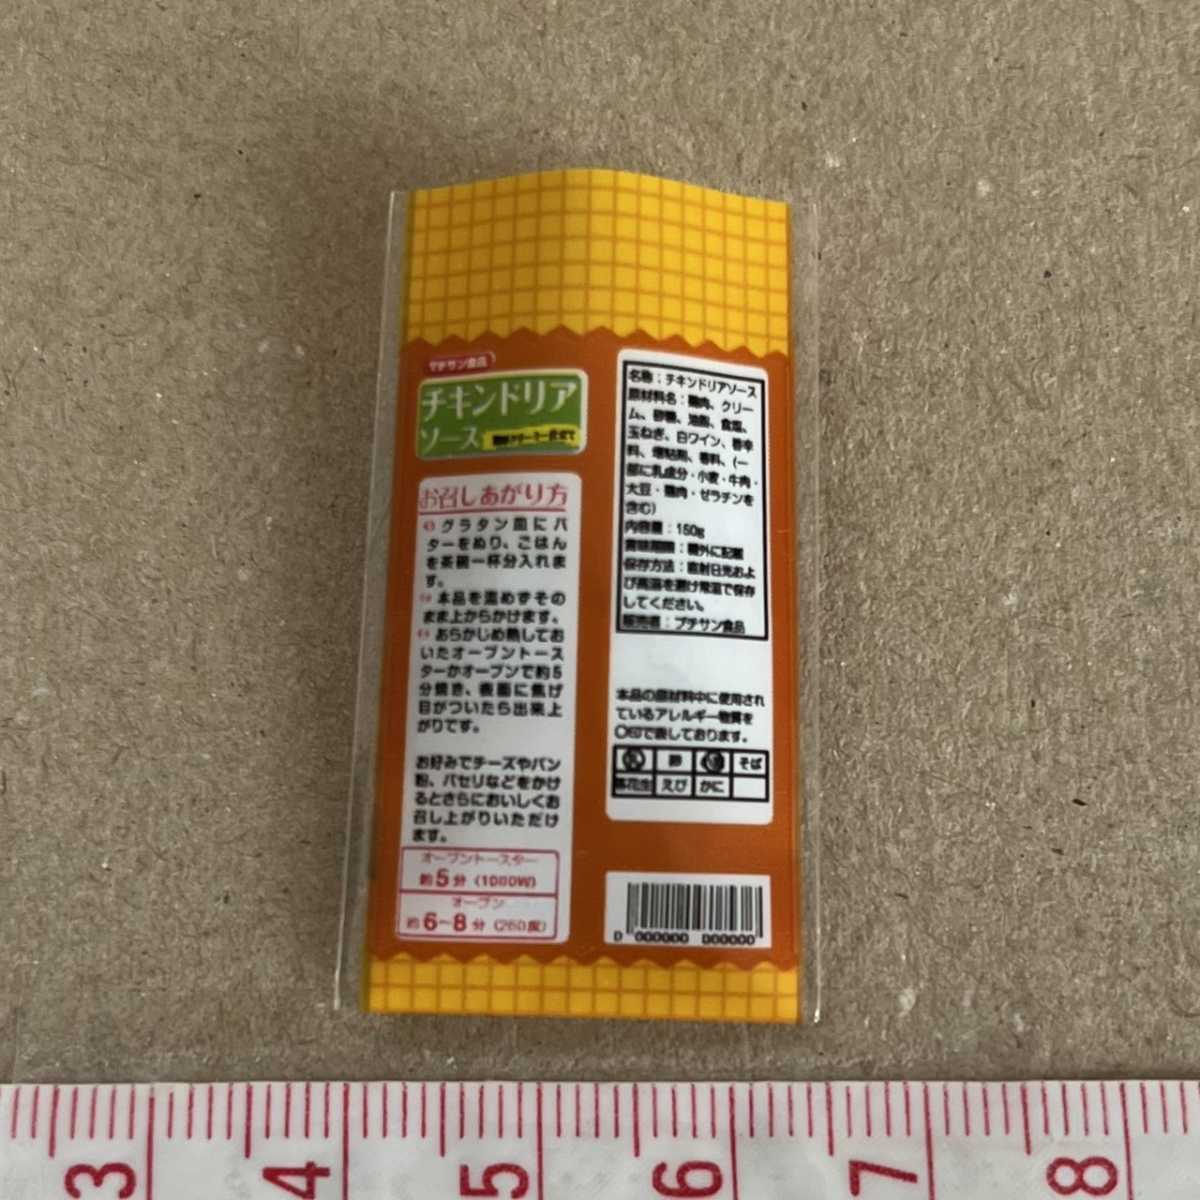 プチサン食品
チキンドリア
ソース
お召しあがり方
グラタン皿にバ
ターをぬり、ごはん
を茶碗一杯分入れま
す。
本品を温めずその
まま上からかけます。
あらかじめ熱してお
いたオーブントース
ターかオーブンで約5
分焼き、表面に焦げ
目がついたら出来上
がりです。
お好みでチーズやパン
粉、パセリなどをかけ
るとさらにおいしくお
召し上がりいただけ
ます。
オーブントースター
約5分（1000W）
オーブン
約6～8分（250度）
名称：チキンドリアソース
原材料名：鶏肉、クリー
ム、砂糖、油脂、食塩、
玉ねぎ、白ワイン、香辛
料、増粘剤、香料、（一
部に乳成分・小麦・牛肉・
大豆・鶏肉・ゼラチンを
含む）
内容量：150g
賞味期限：欄外に記載
保存方法：直射日光およ
び高温を避け常温で保存
してください。
販売者：プチサン食品
本品の原材料中に使用され
ているアレルギー物質を
〇印で表しております。
乳 卵 小麦 そば
落花生 えび かに